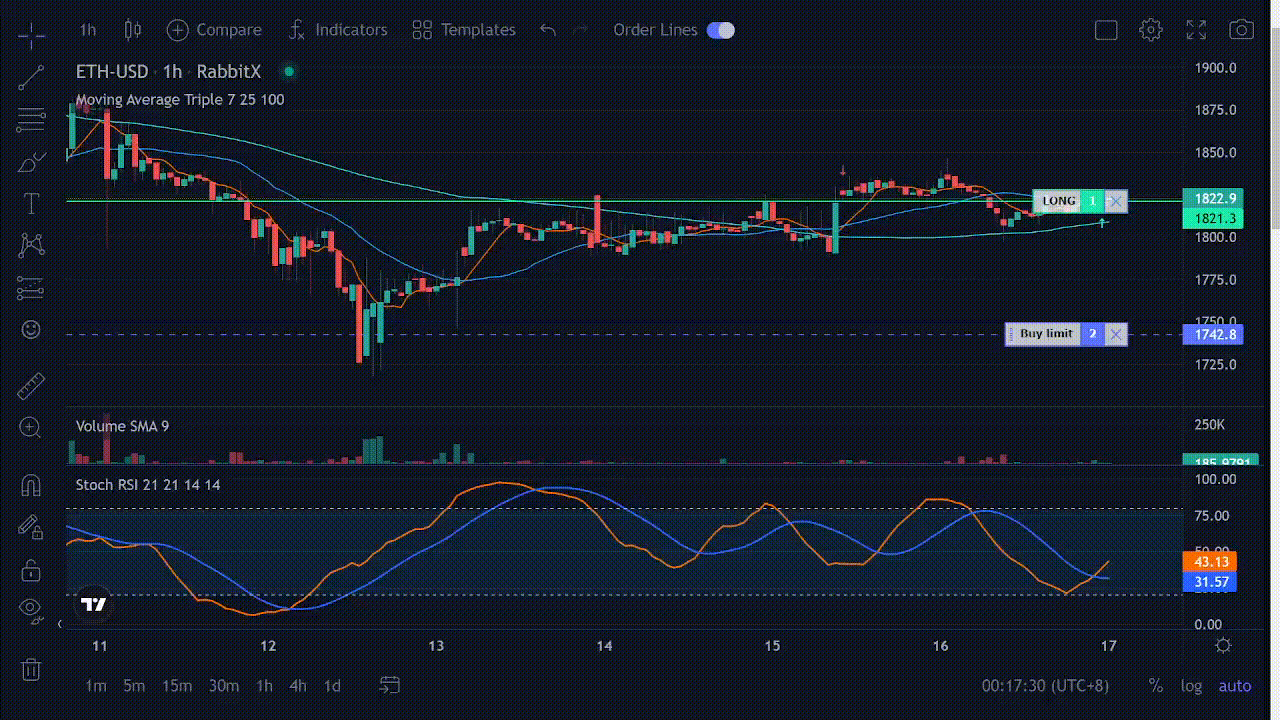 1h Compare Indicators Templates Order Lines
ETH-USD · 1h · RabbitX
Moving Average Triple 7 25 100
1900.0
1875.0
1850.0
LONG 1
1822.9
1821.3
1800.0
1775.0
1750.0
Buy limit 2
1742.8
1725.0
Volume SMA 9
250K
185.9791
Stoch RSI 21 21 14 14
100.00
75.00
50.00
43.13
31.57
0.00
11 12 13 14 15 16 17
1m 5m 15m 30m 1h 4h 1d 00:17:30 (UTC+8) % log auto